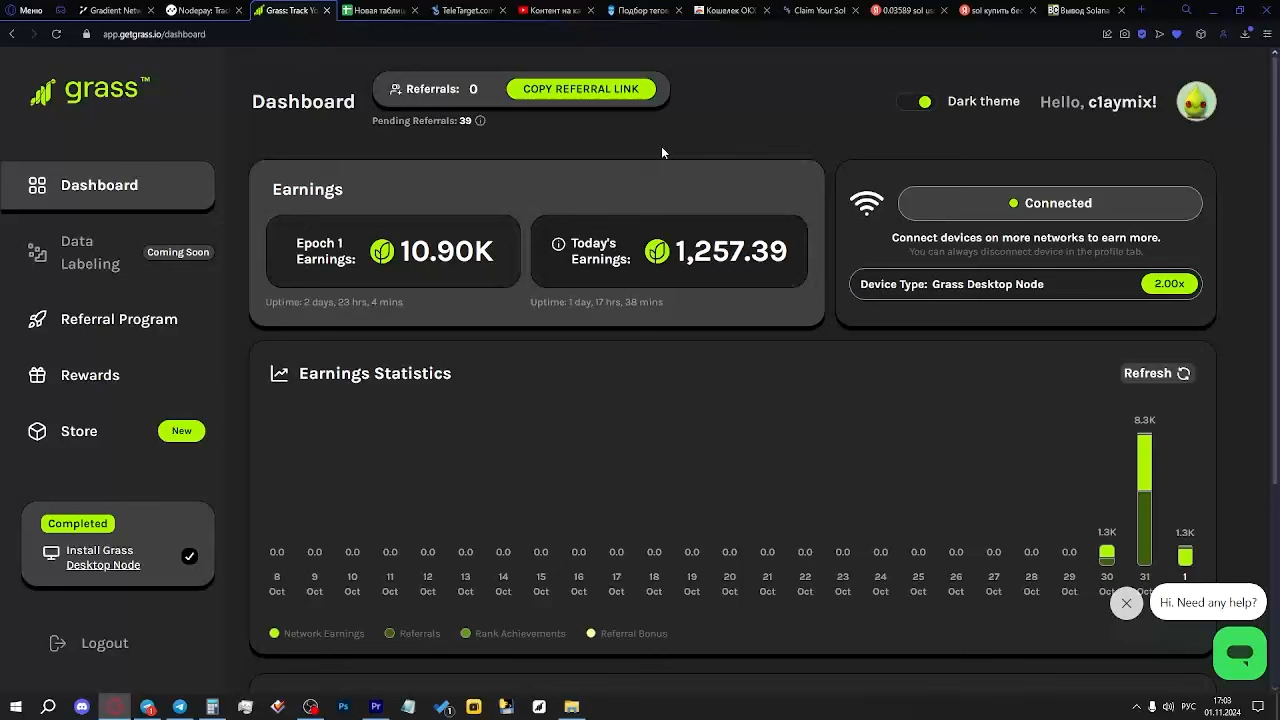 Меню
Gradient Netw
Nodepay: Trac
Grass: Track Yo
Новая таблиц
TeleTarget.com
Контент на ка
Подбор тегов
Кошелек ОКХ
Claim Your Sol
0.03589 sol us
sol купить бес
Вывод Solana
app.getgrass.io/dashboard
grass™
Dashboard
Referrals: 0
COPY REFERRAL LINK
Pending Referrals: 39
Dark theme
Hello, c1aymix!
Dashboard
Data
Labeling
Coming Soon
Referral Program
Rewards
Store
New
Completed
Install Grass
Desktop Node
Logout
Earnings
Epoch 1
Earnings:
10.90K
Uptime: 2 days, 23 hrs, 4 mins
Today's
Earnings:
1,257.39
Uptime: 1 day, 17 hrs, 38 mins
Connected
Connect devices on more networks to earn more.
You can always disconnect device in the profile tab.
Device Type: Grass Desktop Node
2.00x
Earnings Statistics
Refresh
8.3K
1.3K 1.3K
0.0 0.0 0.0 0.0 0.0 0.0 0.0 0.0 0.0 0.0 0.0 0.0 0.0 0.0 0.0 0.0 0.0 0.0 0.0 0.0 0.0 0.0
8 9 10 11 12 13 14 15 16 17 18 19 20 21 22 23 24 25 26 27 28 29 30 31 1
Oct Oct Oct Oct Oct Oct Oct Oct Oct Oct Oct Oct Oct Oct Oct Oct Oct Oct Oct Oct Oct Oct Oct
Network Earnings
Referrals
Rank Achievements
Referral Bonus
Hi. Need any help?
РУС
17:03
01.11.2024